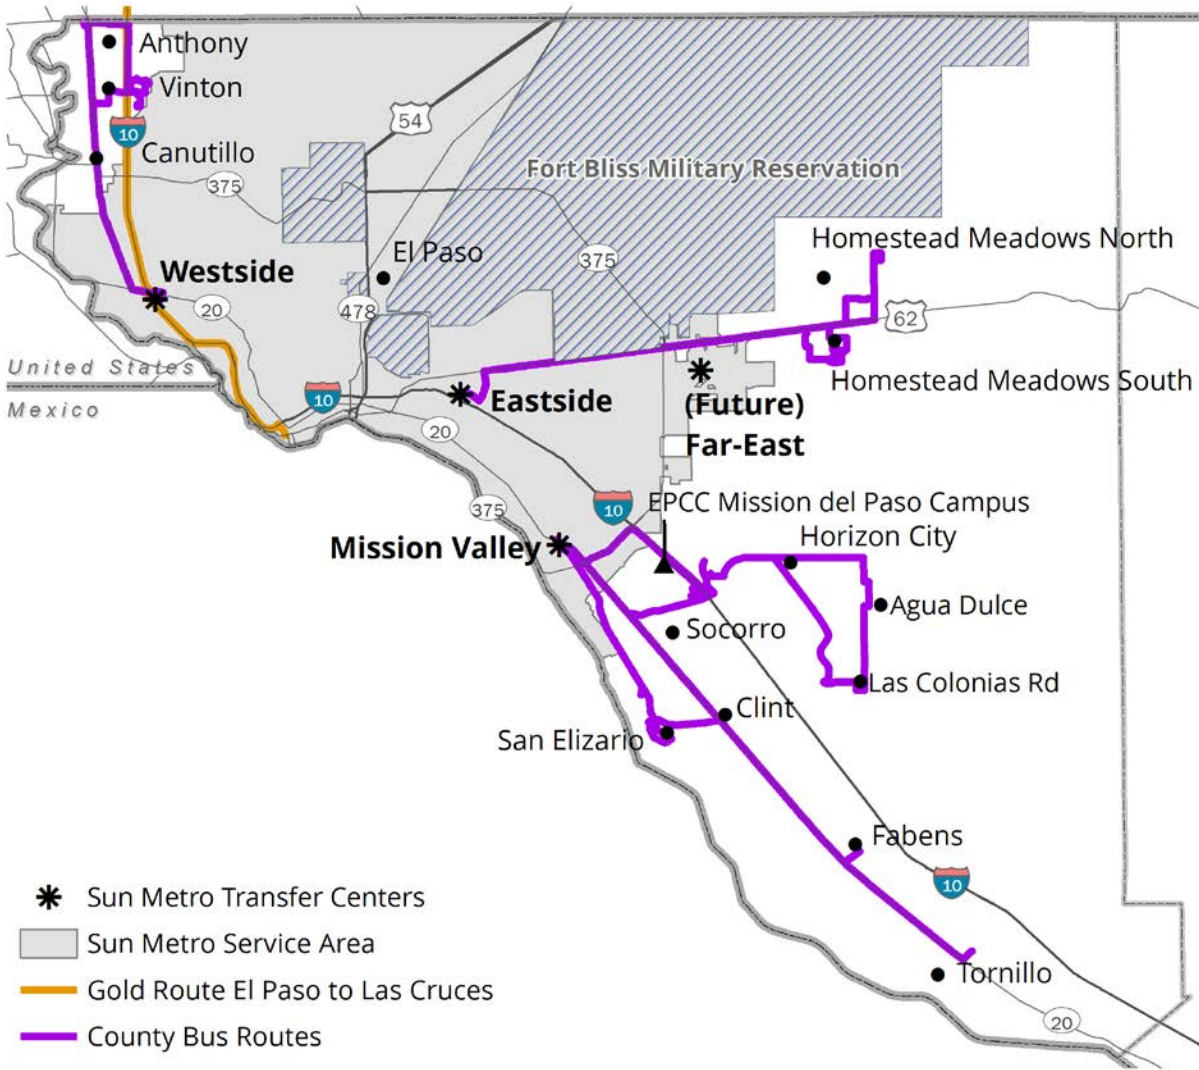 Anthony
Vinton
10
Canutillo
54
375
Fort Bliss Military Reservation
Homestead Meadows North
El Paso
375
Westside
20
478
62
United States
Mexico
Homestead Meadows South
10
Eastside
(Future)
Far-East
20
375
10
EPCC Mission del Paso Campus
Horizon City
Mission Valley
Agua Dulce
Socorro
Las Colonias Rd
Clint
San Elizario
Fabens
10
Tornillo
20
Sun Metro Transfer Centers
Sun Metro Service Area
Gold Route El Paso to Las Cruces
County Bus Routes